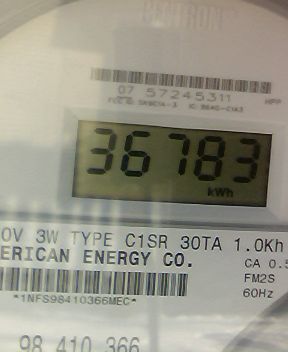 07 57245311
36783
kWh
0V 3W TYPE C1SR 30TA 1.0Kh
ERICAN ENERGY CO.
CA 0.5
FM2S
60Hz
*1NFS98410366MEC*
98 410 366